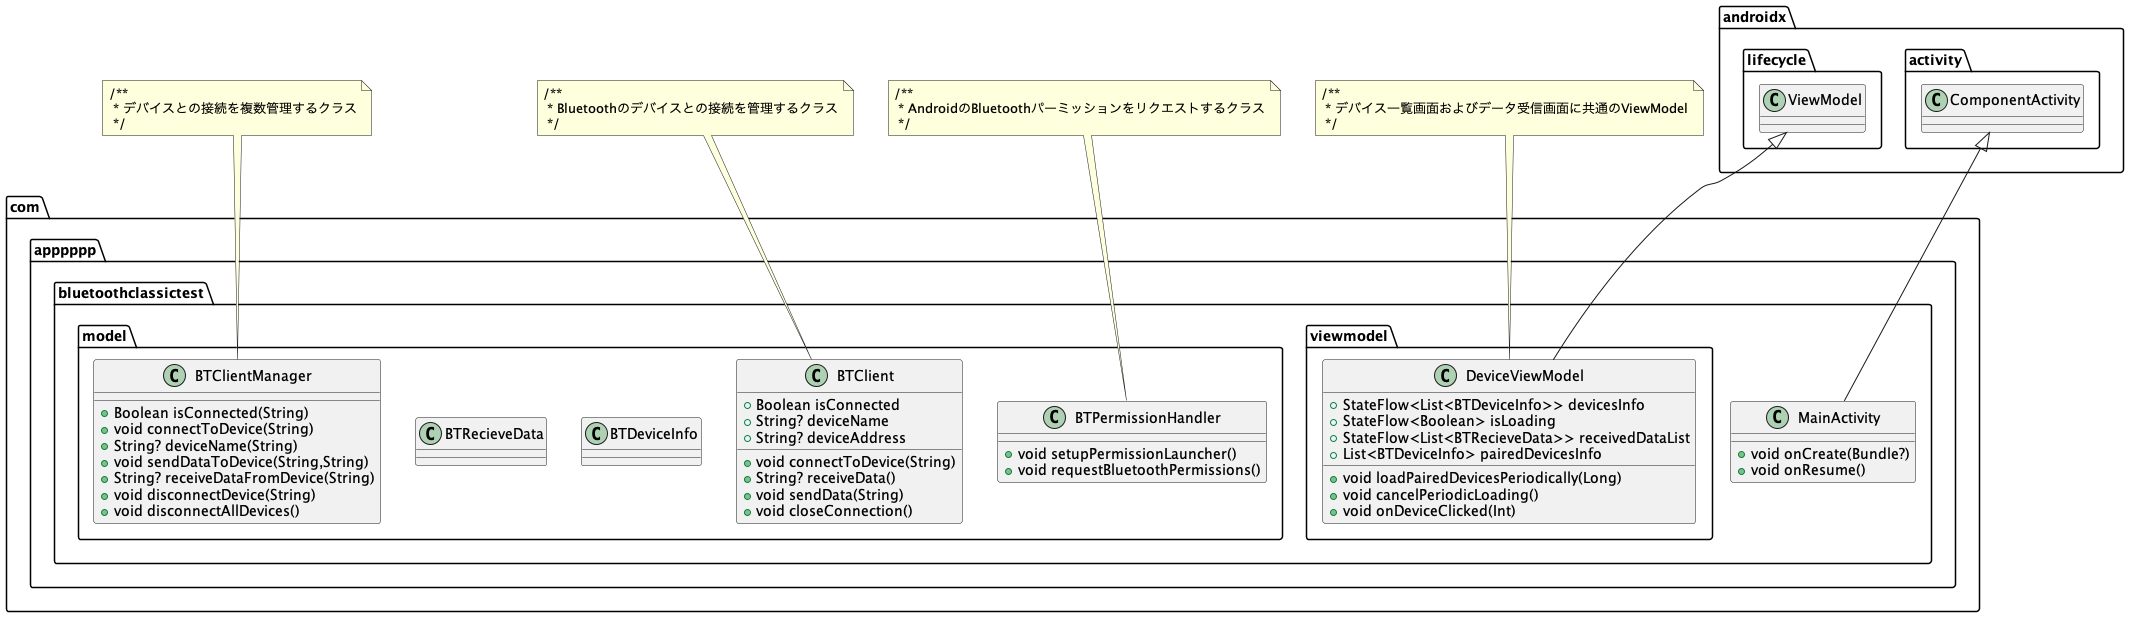 androidx
lifecycle
activity
ViewModel
ComponentActivity
/**
* デバイスとの接続を複数管理するクラス
*/
/**
* Bluetoothのデバイスとの接続を管理するクラス
*/
/**
* AndroidのBluetoothパーミッションをリクエストするクラス
*/
/**
* デバイス一覧画面およびデータ受信画面に共通のViewModel
*/
com
apppppp
bluetoothclassictest
model
BTClientManager
Boolean isConnected(String)
void connectToDevice(String)
String? deviceName(String)
void sendDataToDevice(String,String)
String? receiveDataFromDevice(String)
void disconnectDevice(String)
void disconnectAllDevices()
BTRecieveData
BTDeviceInfo
BTClient
Boolean isConnected
String? deviceName
String? deviceAddress
void connectToDevice(String)
String? receiveData()
void sendData(String)
void closeConnection()
BTPermissionHandler
void setupPermissionLauncher()
void requestBluetoothPermissions()
viewmodel
DeviceViewModel
StateFlow<List<BTDeviceInfo>> devicesInfo
StateFlow<Boolean> isLoading
StateFlow<List<BTRecieveData>> receivedDataList
List<BTDeviceInfo> pairedDevicesInfo
void loadPairedDevicesPeriodically(Long)
void cancelPeriodicLoading()
void onDeviceClicked(Int)
MainActivity
void onCreate(Bundle?)
void onResume()